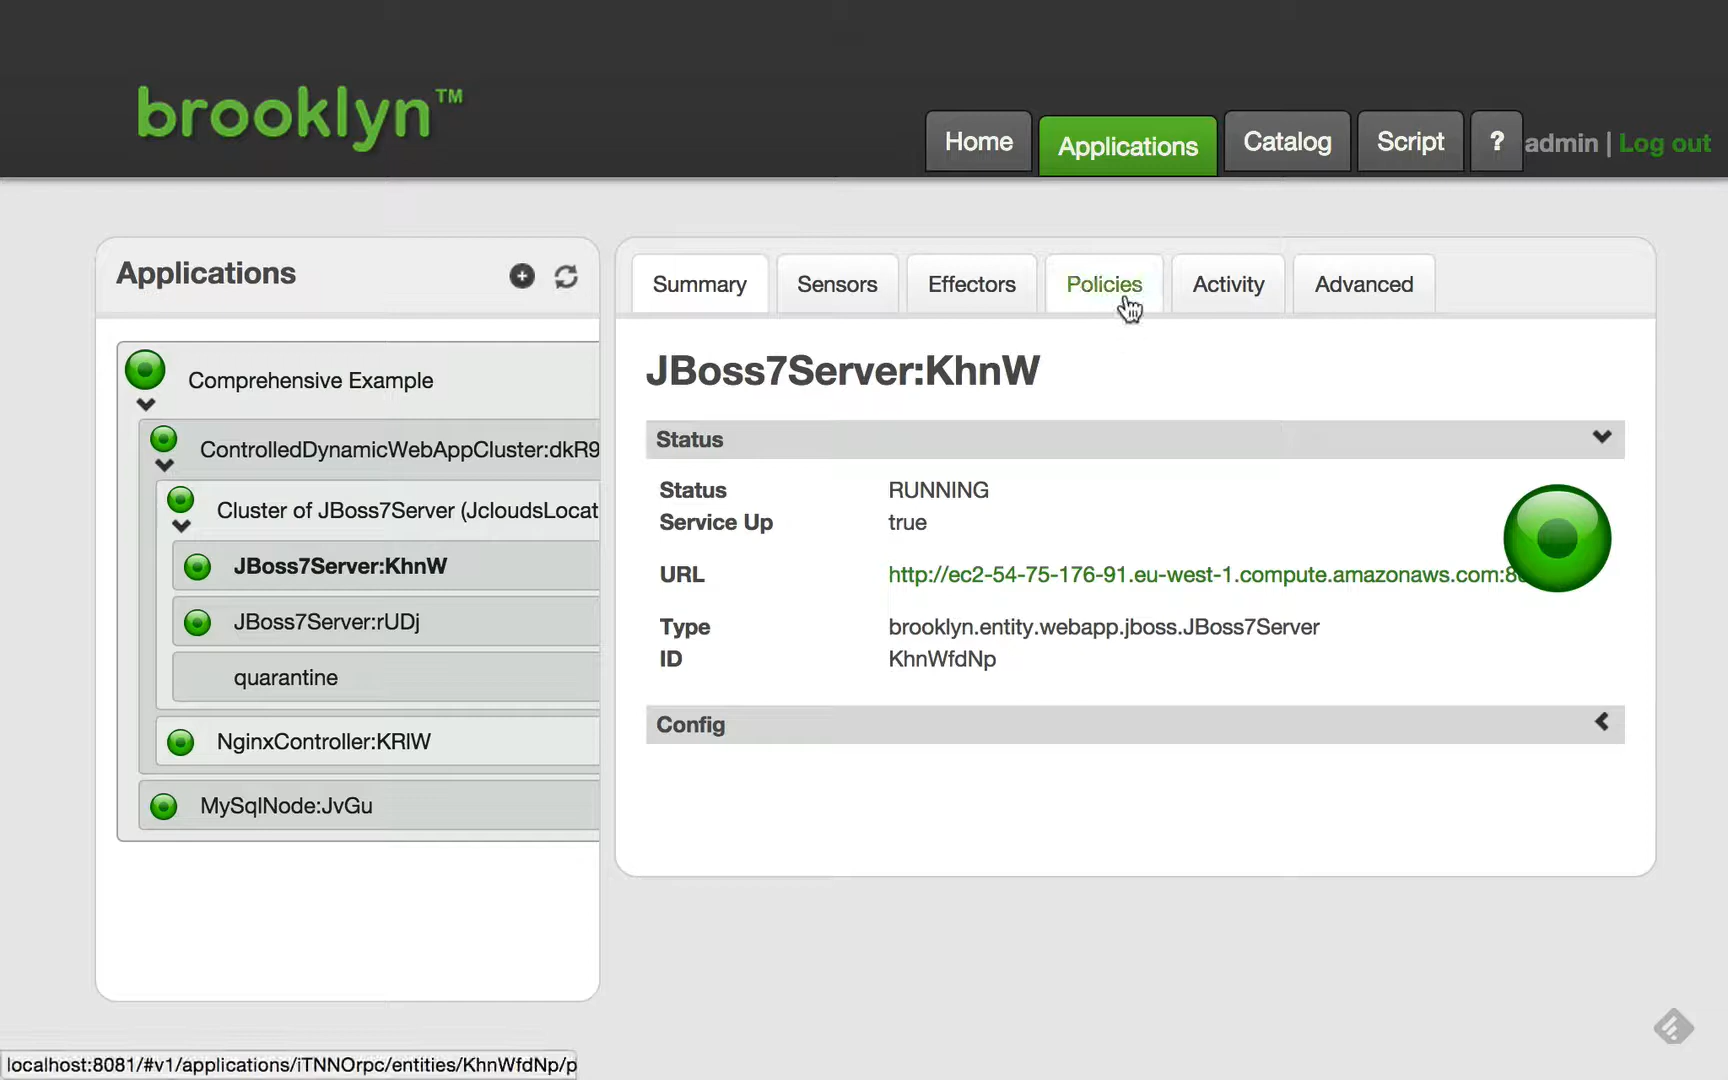 brooklyn™
Home
Applications
Catalog
Script
?
admin | Log out
Applications
Comprehensive Example
ControlledDynamicWebAppCluster:dkR9
Cluster of JBoss7Server (JcloudsLocat
JBoss7Server:KhnW
JBoss7Server:rUDj
quarantine
NginxController:KRlW
MySqlNode:JvGu
Summary
Sensors
Effectors
Policies
Activity
Advanced
JBoss7Server:KhnW
Status
Status RUNNING
Service Up true
URL http://ec2-54-75-176-91.eu-west-1.compute.amazonaws.com:8
Type brooklyn.entity.webapp.jboss.JBoss7Server
ID KhnWfdNp
Config
localhost:8081/#v1/applications/iTNNOrpc/entities/KhnWfdNp/p